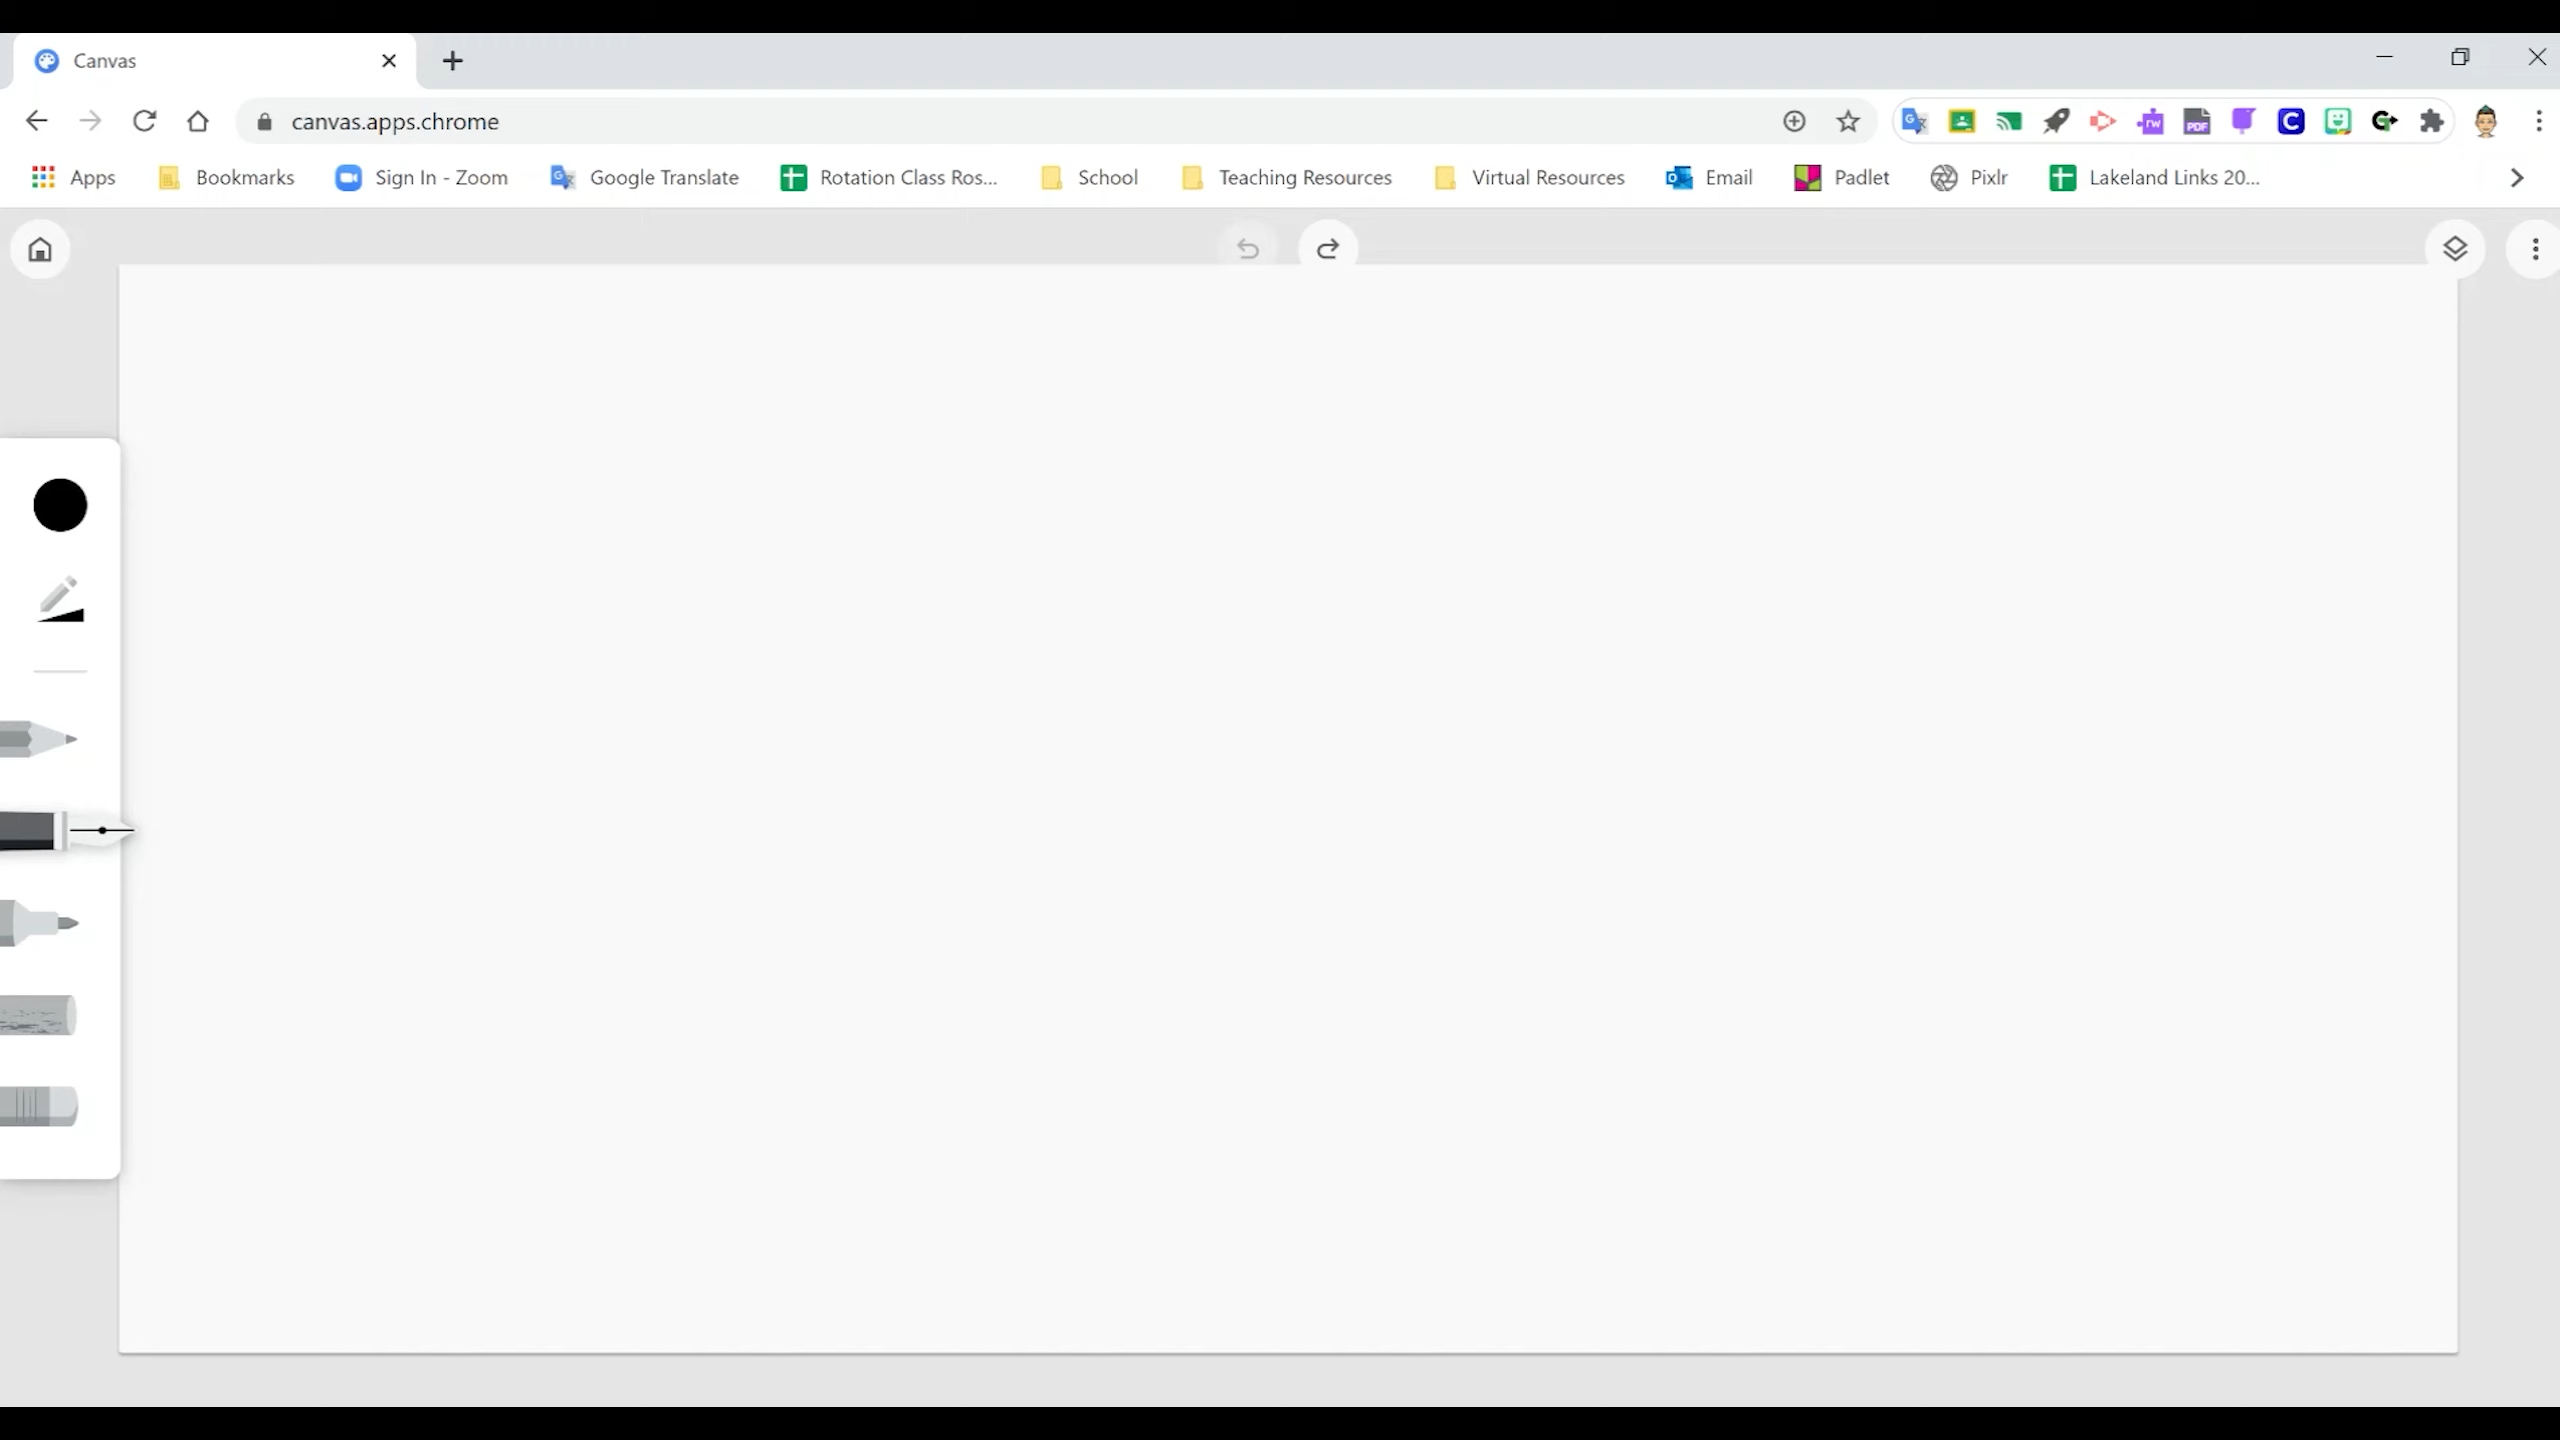 Canvas
canvas.apps.chrome
Apps Bookmarks Sign In - Zoom Google Translate Rotation Class Ros... School Teaching Resources Virtual Resources Email Padlet Pixlr Lakeland Links 20...